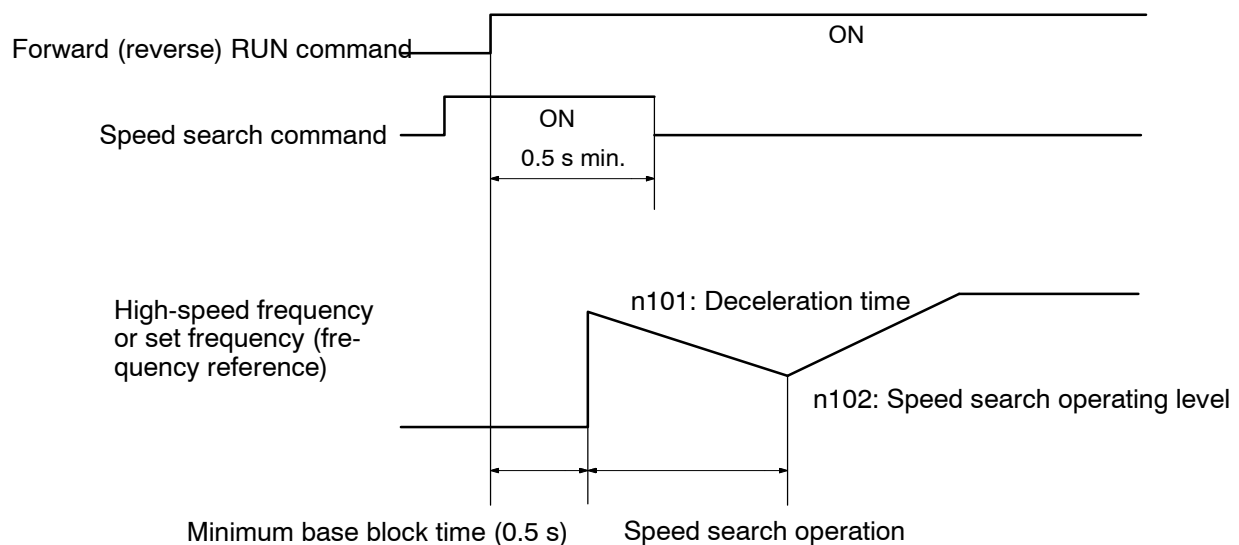 Forward (reverse) RUN command
ON
Speed search command
ON
0.5 s min.
High-speed frequency
or set frequency (fre-
quency reference)
n101: Deceleration time
n102: Speed search operating level
Minimum base block time (0.5 s)
Speed search operation